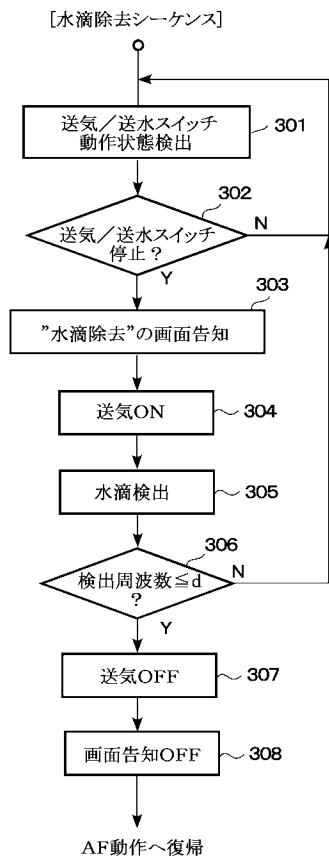 [水滴除去シーケンス]
送気／送水スイッチ
動作状態検出
301
302
送気／送水スイッチ
停止？
N
Y
303
”水滴除去”の画面告知
送気ON
304
水滴検出
305
306
検出周波数≦d
？
N
Y
送気OFF
307
画面告知OFF
308
AF動作へ復帰